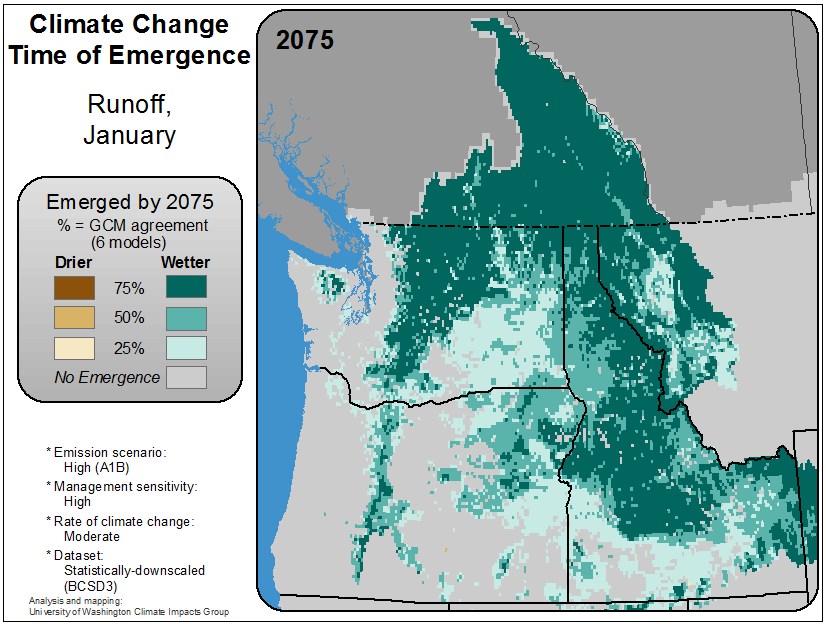 Climate Change
Time of Emergence
Runoff,
January
Emerged by 2075
% = GCM agreement
(6 models)
Drier Wetter
75%
50%
25%
No Emergence
* Emission scenario:
High (A1B)
* Management sensitivity:
High
* Rate of climate change:
Moderate
* Dataset:
Statistically-downscaled
(BCSD3)
Analysis and mapping:
University of Washington Climate Impacts Group
2075